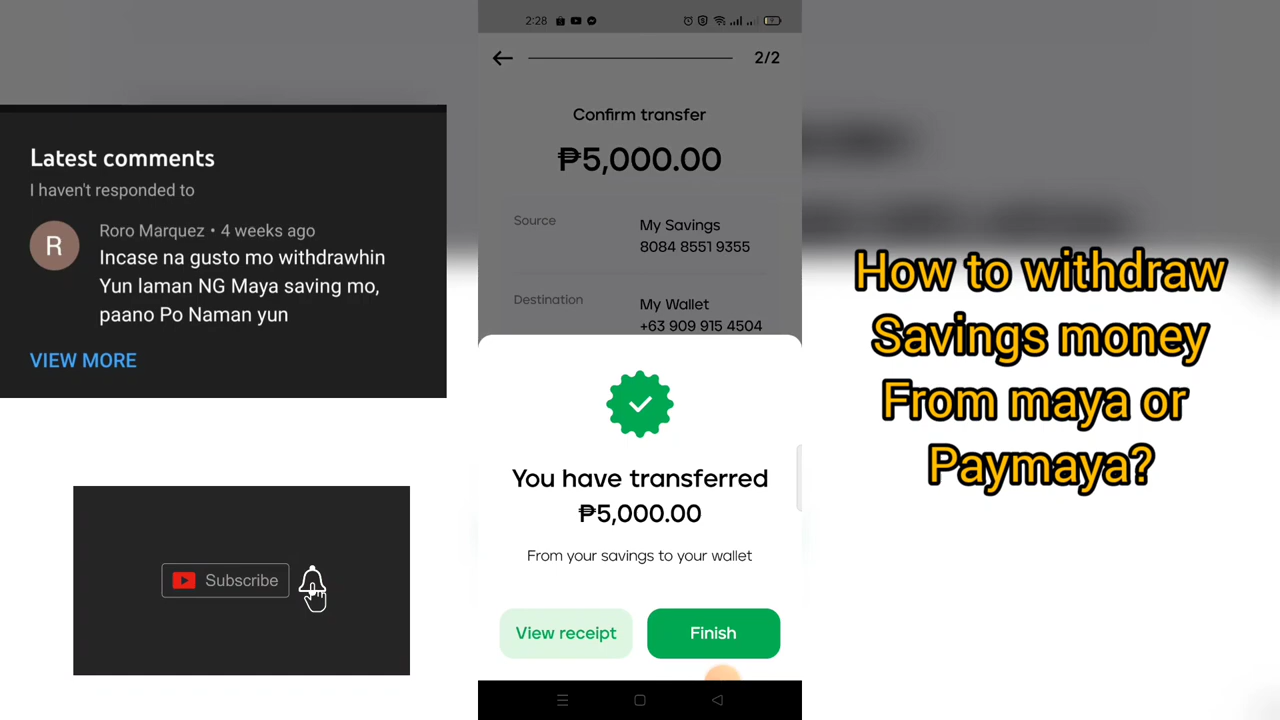 Latest comments
I haven't responded to
R
Roro Marquez • 4 weeks ago
Incase na gusto mo withdrawhin
Yun laman NG Maya saving mo,
paano Po Naman yun
VIEW MORE
Subscribe
2:28
2/2
Confirm transfer
₱5,000.00
Source
My Savings
8084 8551 9355
Destination
My Wallet
+63 909 915 4504
You have transferred
₱5,000.00
From your savings to your wallet
View receipt
Finish
How to withdraw
Savings money
From maya or
Paymaya?